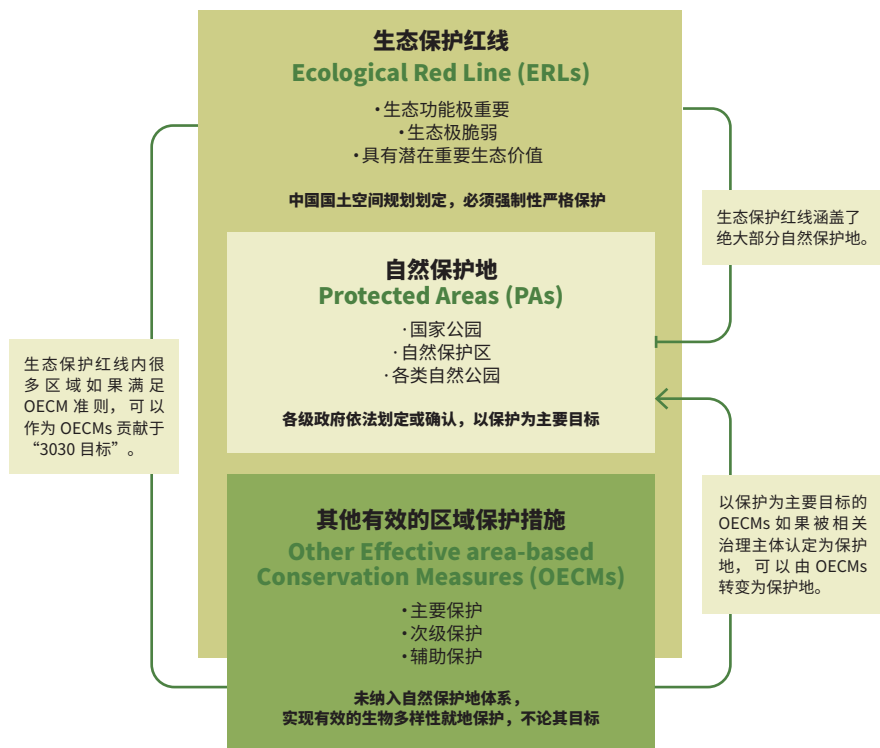 生态保护红线
Ecological Red Line (ERLs)
•生态功能极重要
•生态极脆弱
•具有潜在重要生态价值
中国国土空间规划划定，必须强制性严格保护
生态保护红线涵盖了
绝大部分自然保护地。
自然保护地
Protected Areas (PAs)
·国家公园
·自然保护区
·各类自然公园
各级政府依法划定或确认，以保护为主要目标
生态保护红线内很
多区域如果满足
OECM 准则，可以
作为 OECMs 贡献于
“3030 目标”。
其他有效的区域保护措施
Other Effective area-based
Conservation Measures (OECMs)
•主要保护
•次级保护
•辅助保护
未纳入自然保护地体系，
实现有效的生物多样性就地保护，不论其目标
以保护为主要目标的
OECMs 如果被相关
治理主体认定为保护
地，可以由 OECMs
转变为保护地。